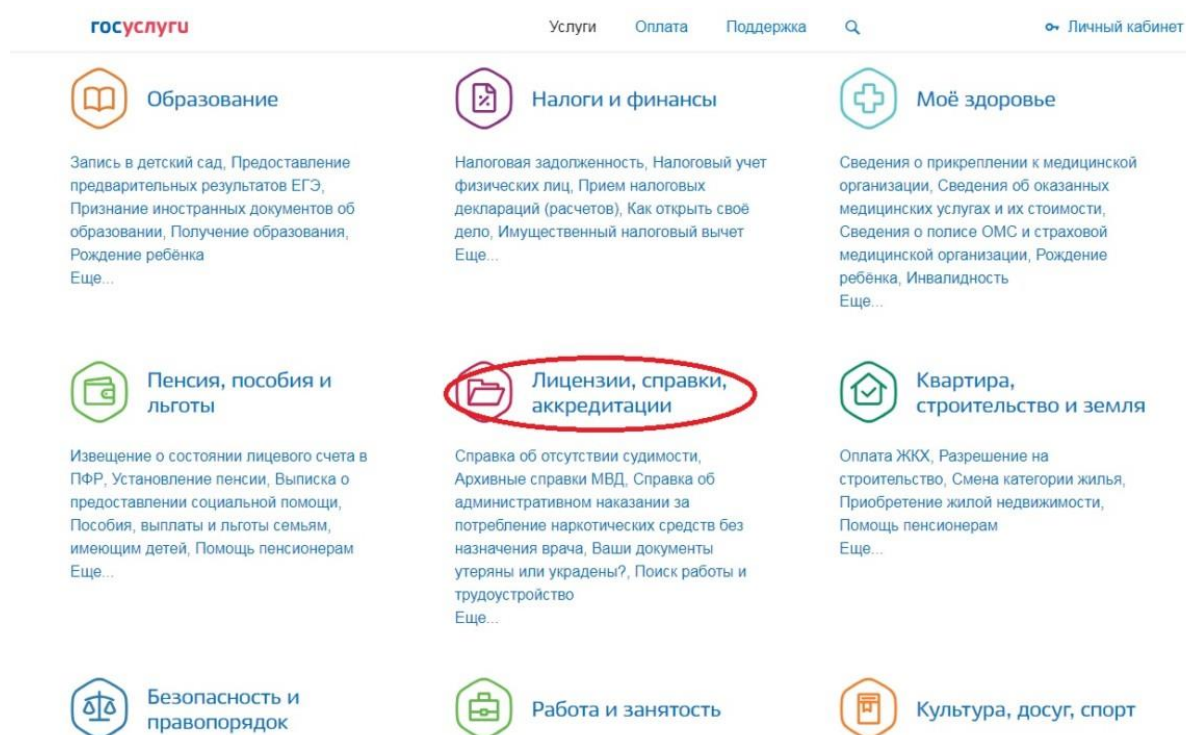 госуслуги
Услуги Оплата Поддержка Личный кабинет
Образование
Запись в детский сад, Предоставление
предварительных результатов ЕГЭ,
Признание иностранных документов об
образовании, Получение образования,
Рождение ребёнка
Еще...
Налоги и финансы
Налоговая задолженность, Налоговый учет
физических лиц, Прием налоговых
деклараций (расчетов), Как открыть своё
дело, Имущественный налоговый вычет
Еще...
Моё здоровье
Сведения о прикреплении к медицинской
организации, Сведения об оказанных
медицинских услугах и их стоимости,
Сведения о полисе ОМС и страховой
медицинской организации, Рождение
ребёнка, Инвалидность
Еще...
Пенсия, пособия и
льготы
Извещение о состоянии лицевого счета в
ПФР, Установление пенсии, Выписка о
предоставлении социальной помощи,
Пособия, выплаты и льготы семьям,
имеющим детей, Помощь пенсионерам
Еще...
Лицензии, справки,
аккредитации
Справка об отсутствии судимости,
Архивные справки МВД, Справка об
административном наказании за
потребление наркотических средств без
назначения врача, Ваши документы
утеряны или украдены?, Поиск работы и
трудоустройство
Еще...
Квартира,
строительство и земля
Оплата ЖКХ, Разрешение на
строительство, Смена категории жилья,
Приобретение жилой недвижимости,
Помощь пенсионерам
Еще...
Безопасность и
правопорядок
Работа и занятость
Культура, досуг, спорт